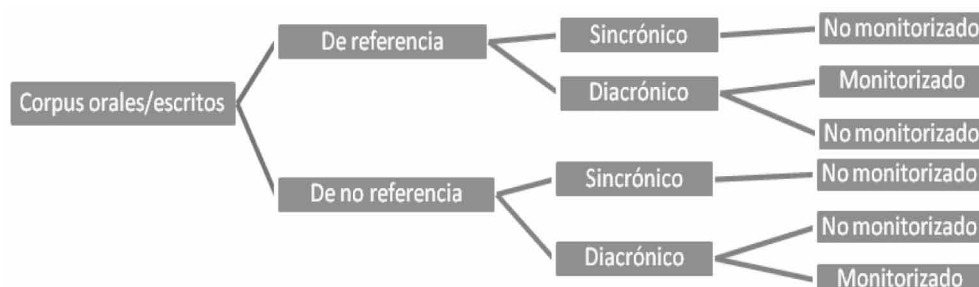 Corpus orales/escritos
De referencia
Sincrónico
No monitorizado
Diacrónico
Monitorizado
No monitorizado
De no referencia
Sincrónico
No monitorizado
Diacrónico
No monitorizado
Monitorizado